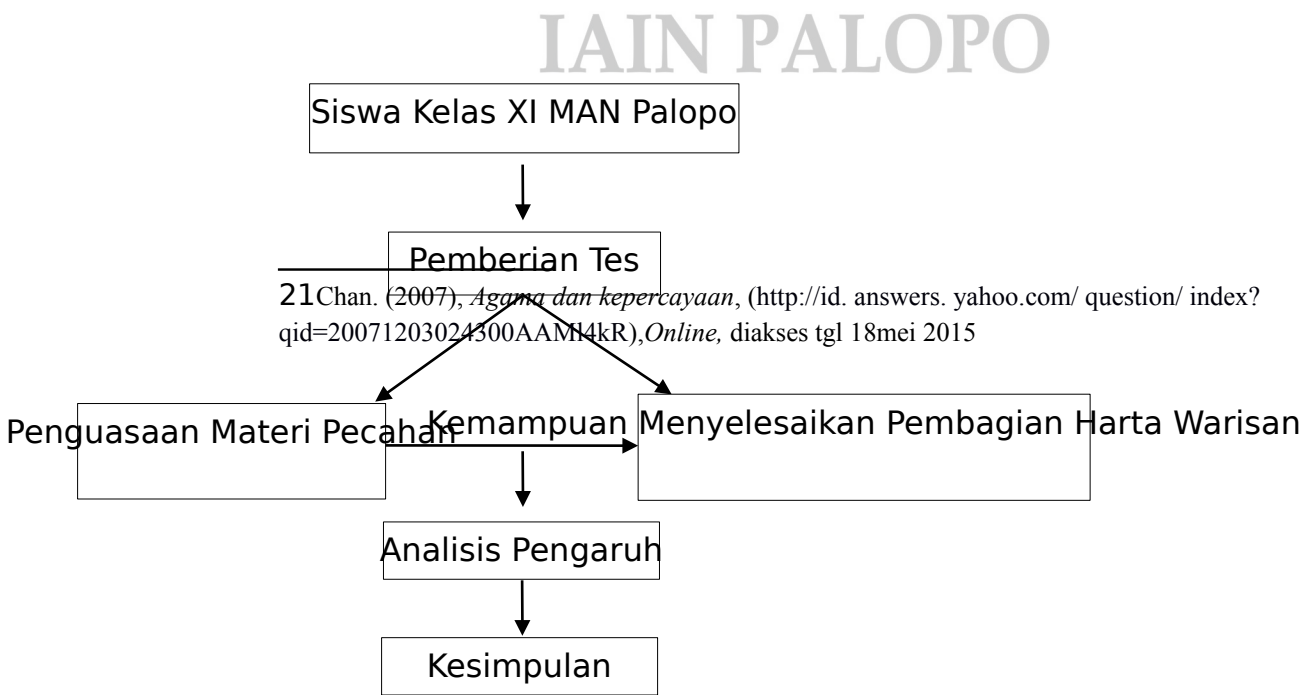 IAIN PALOPO
Siswa Kelas XI MAN Palopo
Pemberian Tes
21Chan. (2007), Agama dan kepercayaan, (http://id. answers. yahoo.com/ question/ index?
qid=20071203024300AAMl4kR),Online, diakses tgl 18mei 2015
Penguasaan Materi Pecahan
Kemampuan Menyelesaikan Pembagian Harta Warisan
Analisis Pengaruh
Kesimpulan